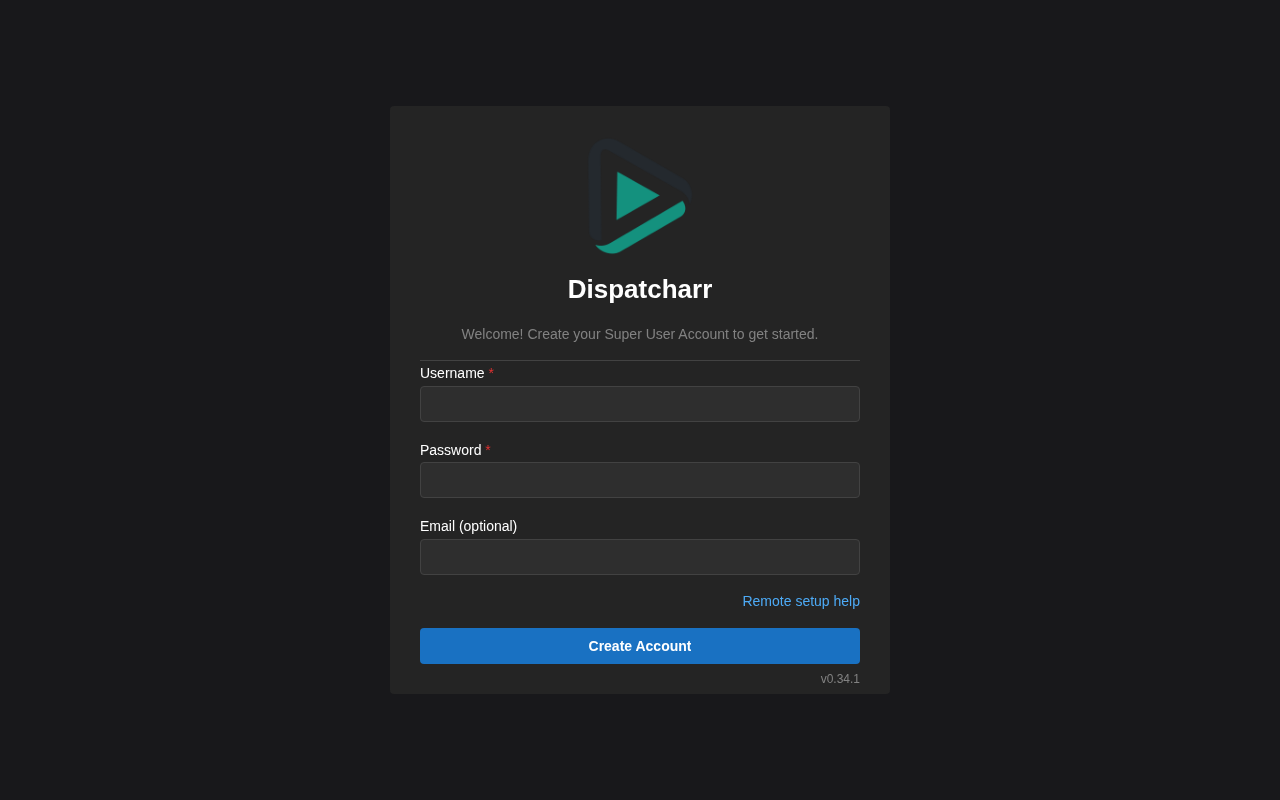 Dispatcharr
Welcome! Create your Super User Account to get started.
Username *
Password *
Email (optional)
Remote setup help
Create Account
v0.34.1